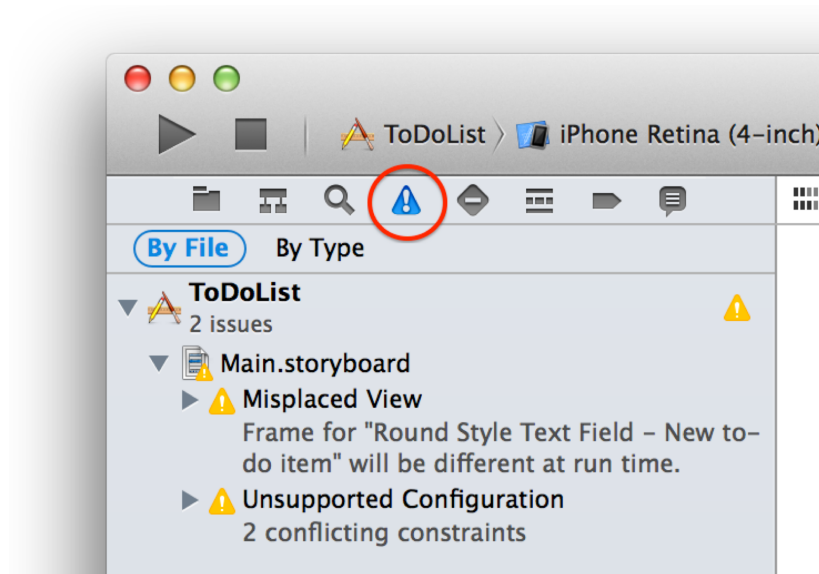 ToDoList
iPhone Retina (4-inch)
By File By Type
ToDoList
2 issues
Main.storyboard
Misplaced View
Frame for "Round Style Text Field – New to-
do item" will be different at run time.
Unsupported Configuration
2 conflicting constraints